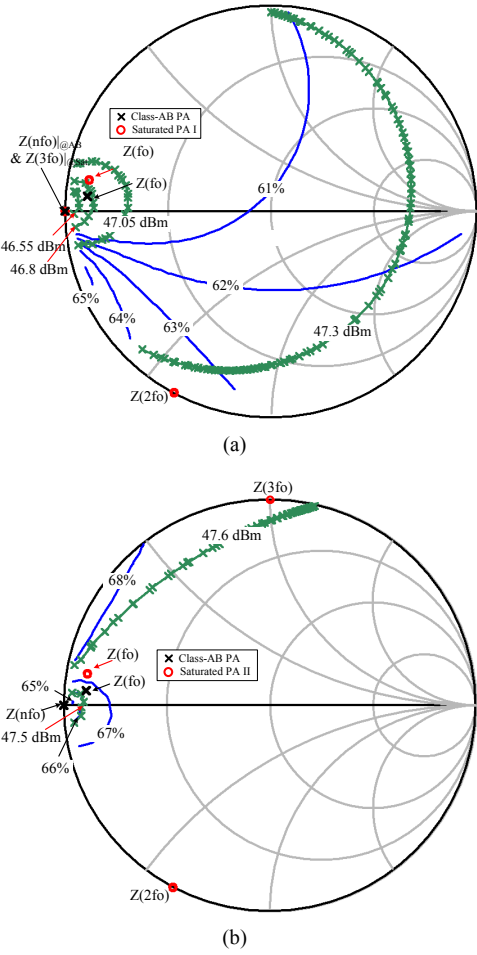 Class-AB PA
Saturated PA I
Z(nfo)|@AB
& Z(3fo)|
Z(fo)
Z(fo)
61%
47.05 dBm
46.55 dBm
46.8 dBm
65%
64%
63%
62%
47.3 dBm
Z(2fo)
(a)
Z(3fo)
47.6 dBm
68%
Z(fo)
Class-AB PA
Saturated PA II
Z(fo)
65%
Z(nfo)
47.5 dBm
67%
66%
Z(2fo)
(b)